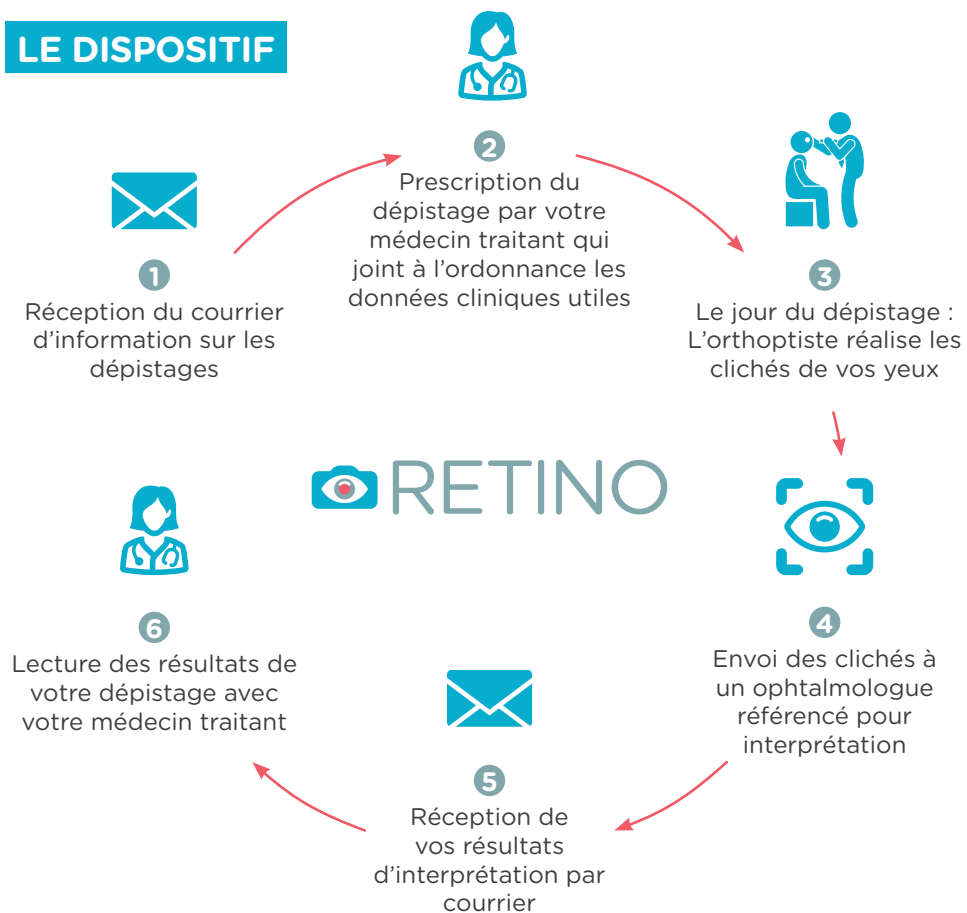 LE DISPOSITIF
1
Réception du courrier
d’information sur les
dépistages
2
Prescription du
dépistage par votre
médecin traitant qui
joint à l’ordonnance les
données cliniques utiles
3
Le jour du dépistage :
L’orthoptiste réalise les
clichés de vos yeux
RETINO
4
Envoi des clichés à
un ophtalmologue
référencé pour
interprétation
5
Réception de
vos résultats
d’interprétation par
courrier
6
Lecture des résultats de
votre dépistage avec
votre médecin traitant